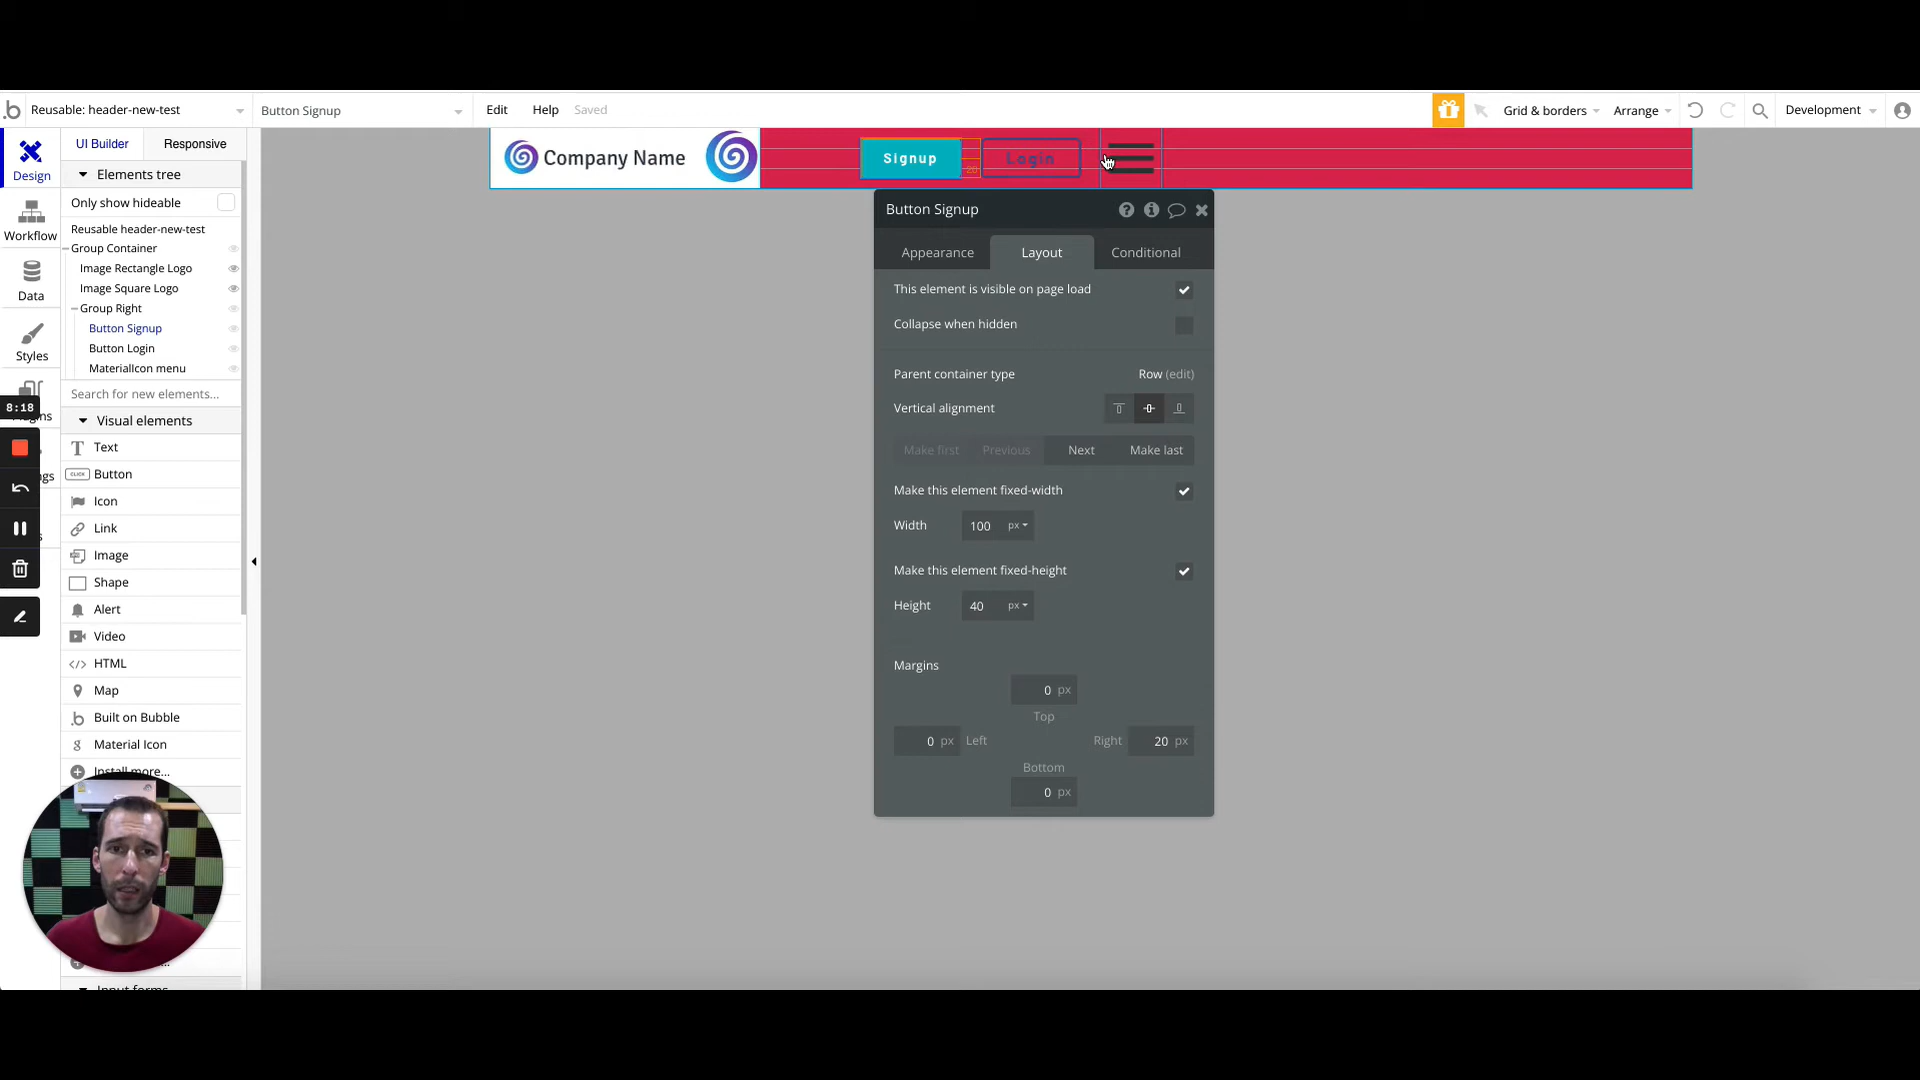 Reusable: header-new-test
Button Signup
Edit
Help
Saved
Grid & borders
Arrange
Development
Design
Workflow
Data
Styles
8:18
UI Builder
Responsive
Elements tree
Only show hideable
Reusable header-new-test
Group Container
Image Rectangle Logo
Image Square Logo
Group Right
Button Signup
Button Login
MaterialIcon menu
Search for new elements...
Visual elements
Text
Button
CLICK
Icon
Link
Image
Shape
Alert
Video
HTML
Map
Built on Bubble
Material Icon
Install more...
Input forms
Company Name
Signup
20
Login
Button Signup
Appearance
Layout
Conditional
This element is visible on page load
Collapse when hidden
Parent container type
Row (edit)
Vertical alignment
Make first
Previous
Next
Make last
Make this element fixed-width
Width
100 px
Make this element fixed-height
Height
40 px
Margins
0 px
Top
0 px Left
Right 20 px
Bottom
0 px